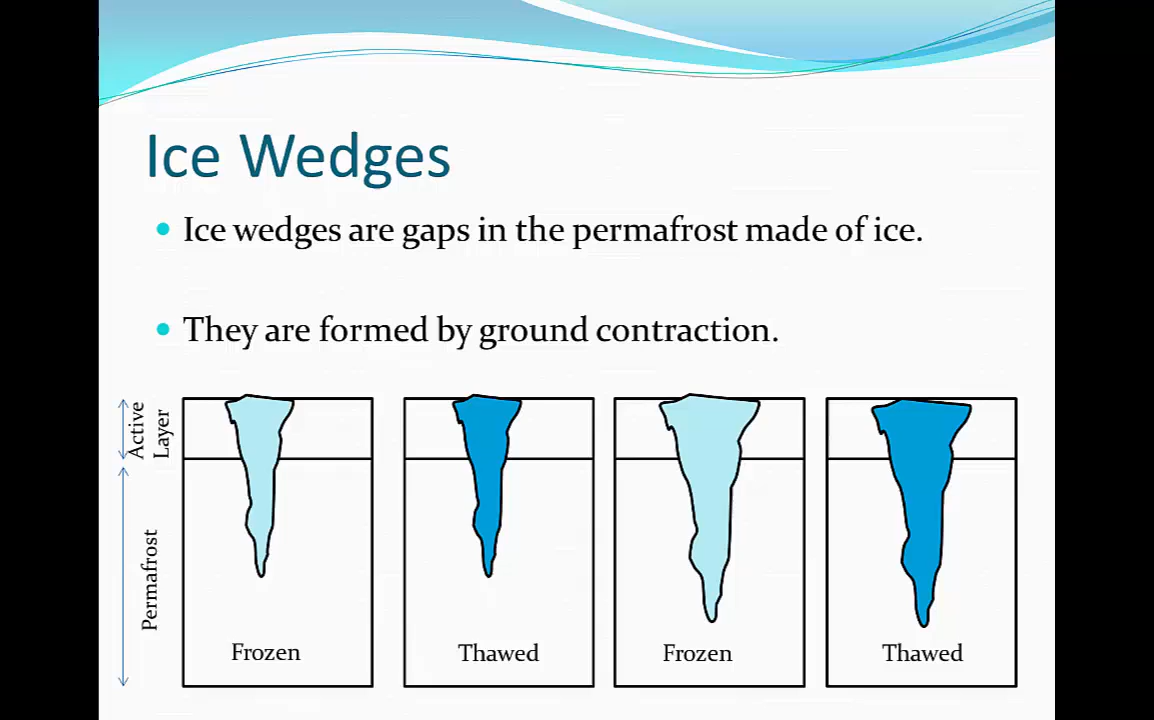 Ice Wedges
Ice wedges are gaps in the permafrost made of ice.
They are formed by ground contraction.
Active
Layer
Permafrost
Frozen
Thawed
Frozen
Thawed